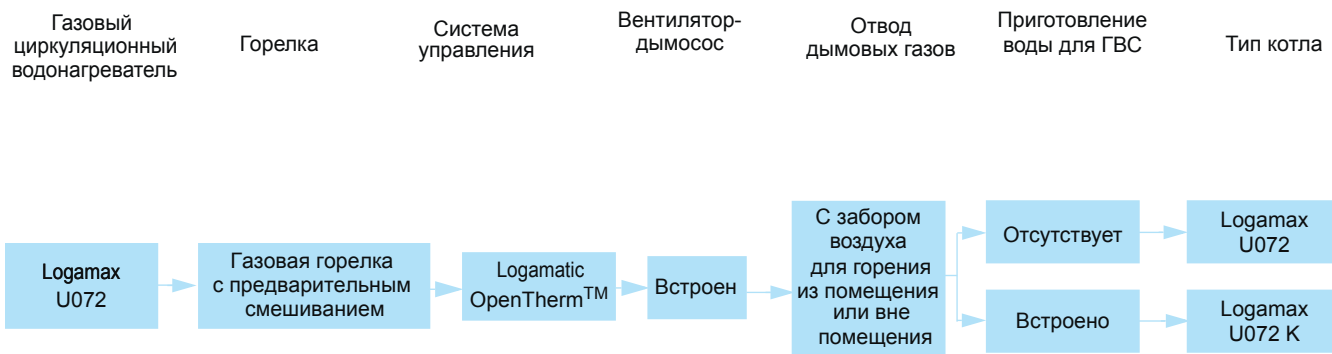 Газовый
циркуляционный
водонагреватель
Горелка
Система
управления
Вентилятор-
дымосос
Отвод
дымовых газов
Приготовление
воды для ГВС
Тип котла
Logamax
U072
Газовая горелка
с предварительным
смешиванием
Logamatic
OpenTherm™
Встроен
С забором
воздуха
для горения
из помещения
или вне
помещения
Отсутствует
Logamax
U072
Встроено
Logamax
U072 K